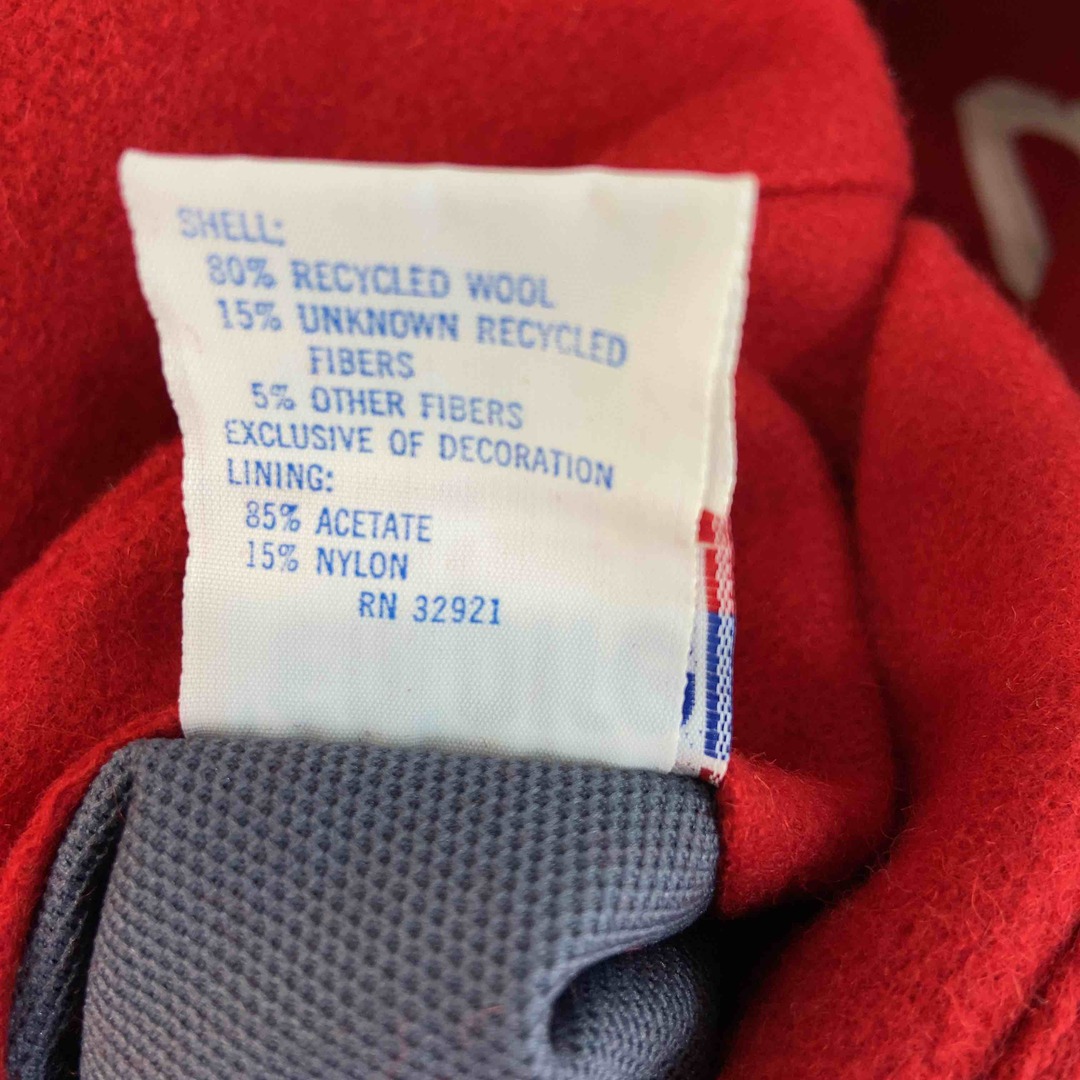 SHELL:
80% RECYCLED WOOL
15% UNKNOWN RECYCLED
FIBERS
5% OTHER FIBERS
EXCLUSIVE OF DECORATION
LINING:
85% ACETATE
15% NYLON
RN 32921